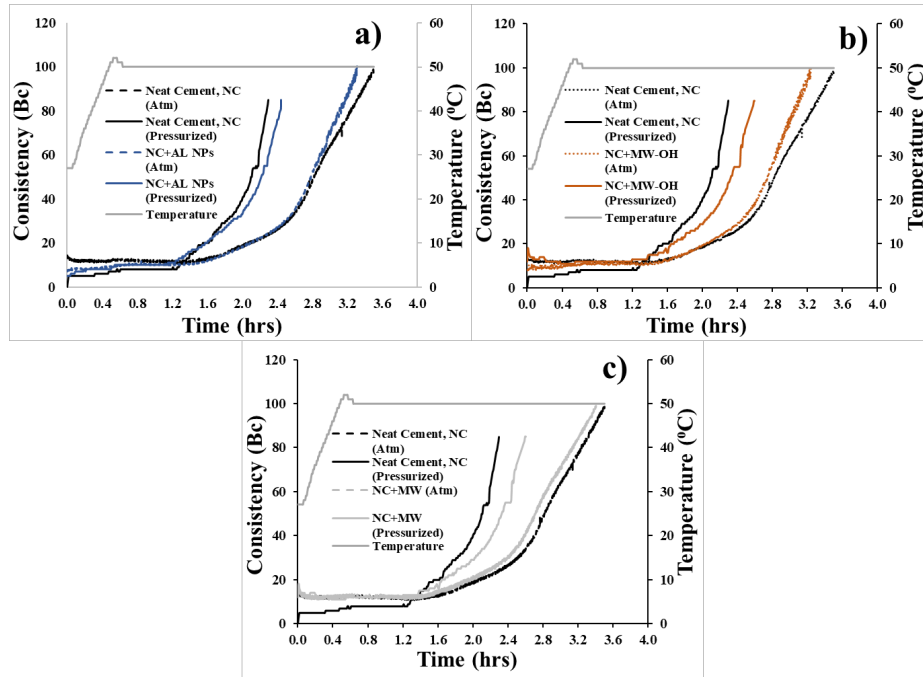 a)
Consistency (Bc)
120
100
80
60
40
20
0
Neat Cement, NC
(Atm)
Neat Cement, NC
(Pressurized)
NC+AL NPs
(Atm)
NC+AL NPs
(Pressurized)
Temperature
60
50
40
30
20
10
0
Temperature (ºC)
0.0 0.4 0.8 1.2 1.6 2.0 2.4 2.8 3.2 3.6 4.0
Time (hrs)
b)
Consistency (Bc)
120
100
80
60
40
20
0
Neat Cement, NC
(Atm)
Neat Cement, NC
(Pressurized)
NC+MW-OH
(Atm)
NC+MW-OH
(Pressurized)
Temperature
60
50
40
30
20
10
0
Temperature (ºC)
0.0 0.4 0.8 1.2 1.6 2.0 2.4 2.8 3.2 3.6 4.0
Time (hrs)
c)
Consistency (Bc)
120
100
80
60
40
20
0
Neat Cement, NC
(Atm)
Neat Cement, NC
(Pressurized)
NC+MW (Atm)
NC+MW
(Pressurized)
Temperature
60
50
40
30
20
10
0
Temperature (ºC)
0.0 0.4 0.8 1.2 1.6 2.0 2.4 2.8 3.2 3.6 4.0
Time (hrs)